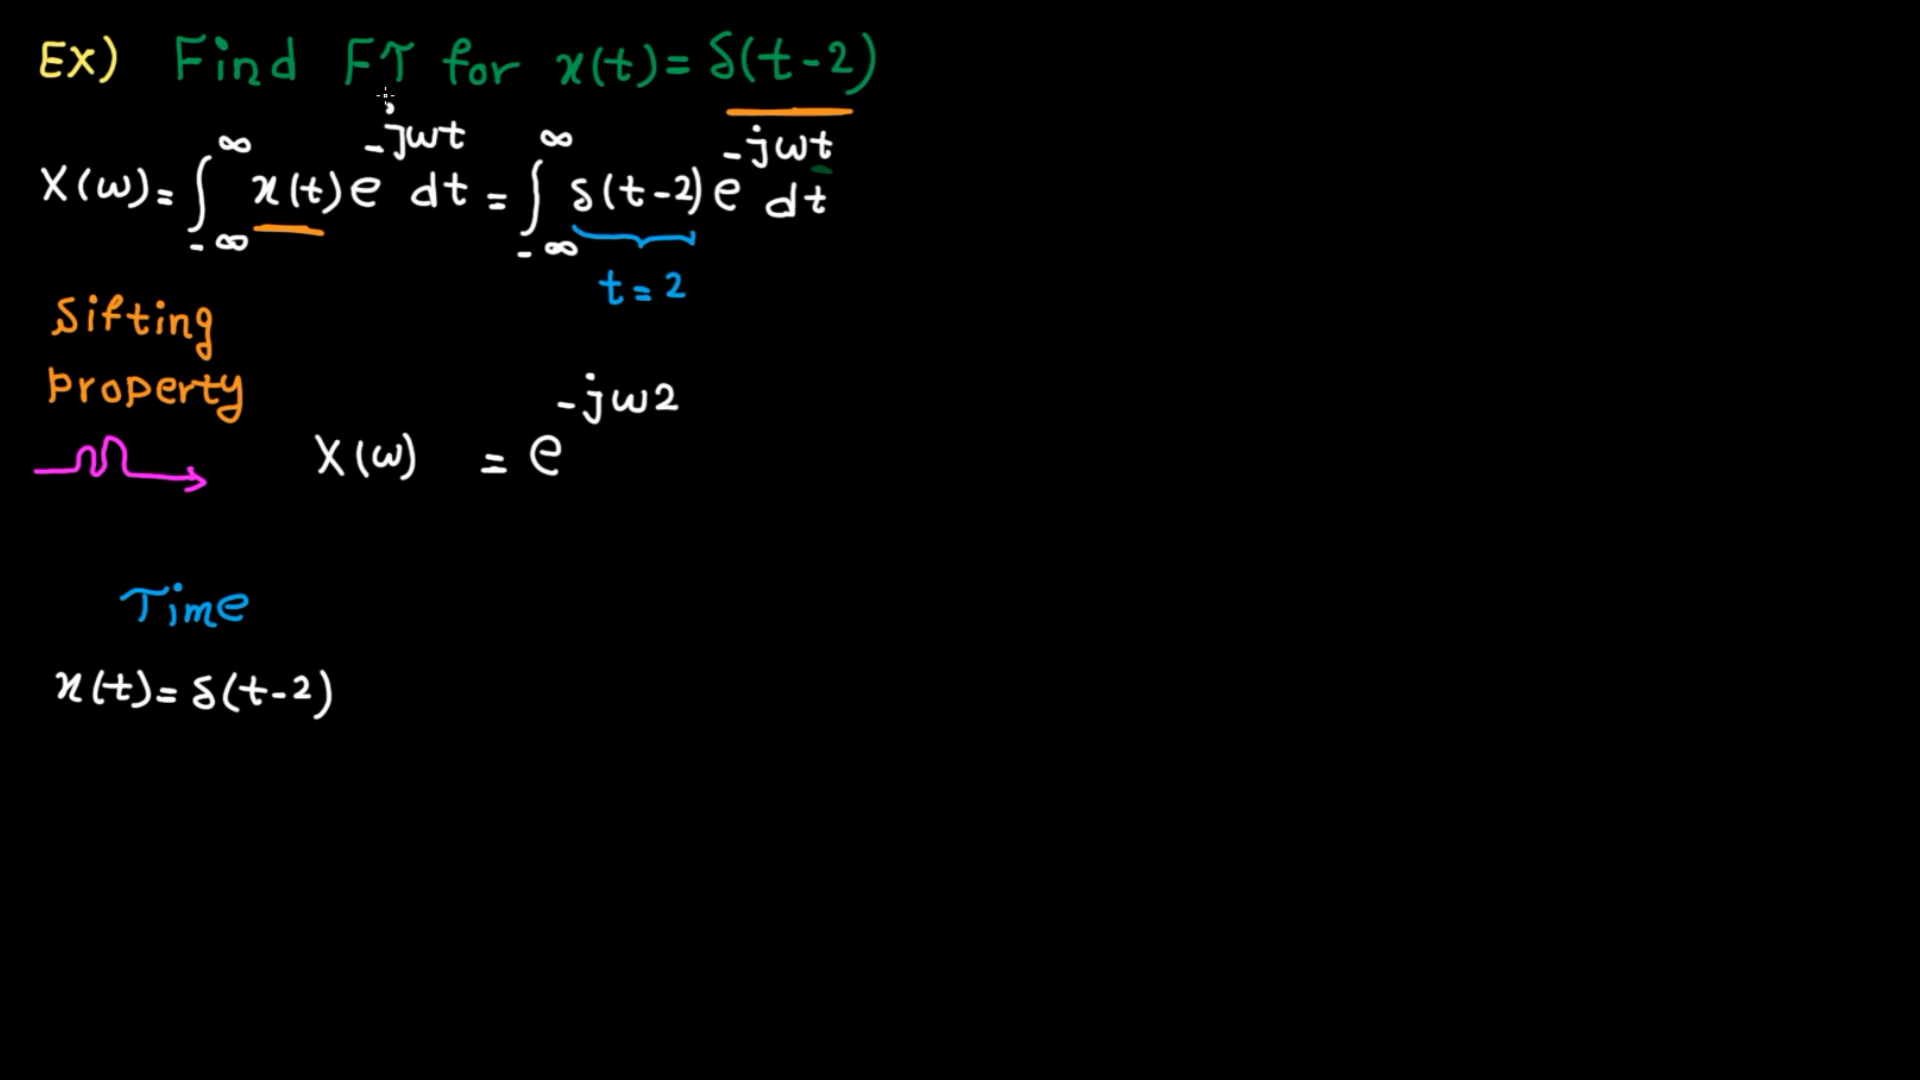 Ex) Find FT for x(t)= δ(t-2)
X(ω)= ∫_{-∞}^{∞} x(t) e^{-jωt} dt = ∫_{-∞}^{∞} δ(t-2) e^{-jωt} dt
t=2
Sifting
Property
X(ω) = e^{-jω2}
Time
x(t)= δ(t-2)